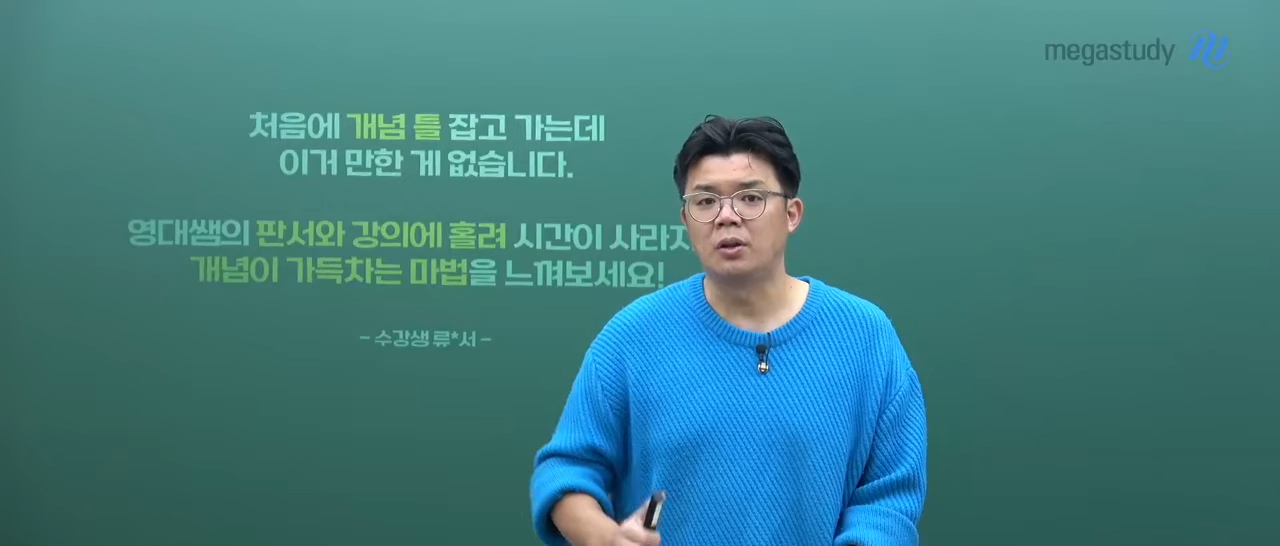 megastudy
처음에 개념 틀 잡고 가는데
이거 만한 게 없습니다.
영대쌤의 판서와 강의에 홀려 시간이 사라지
개념이 가득차는 마법을 느껴보세요!
- 수강생 류*서 -